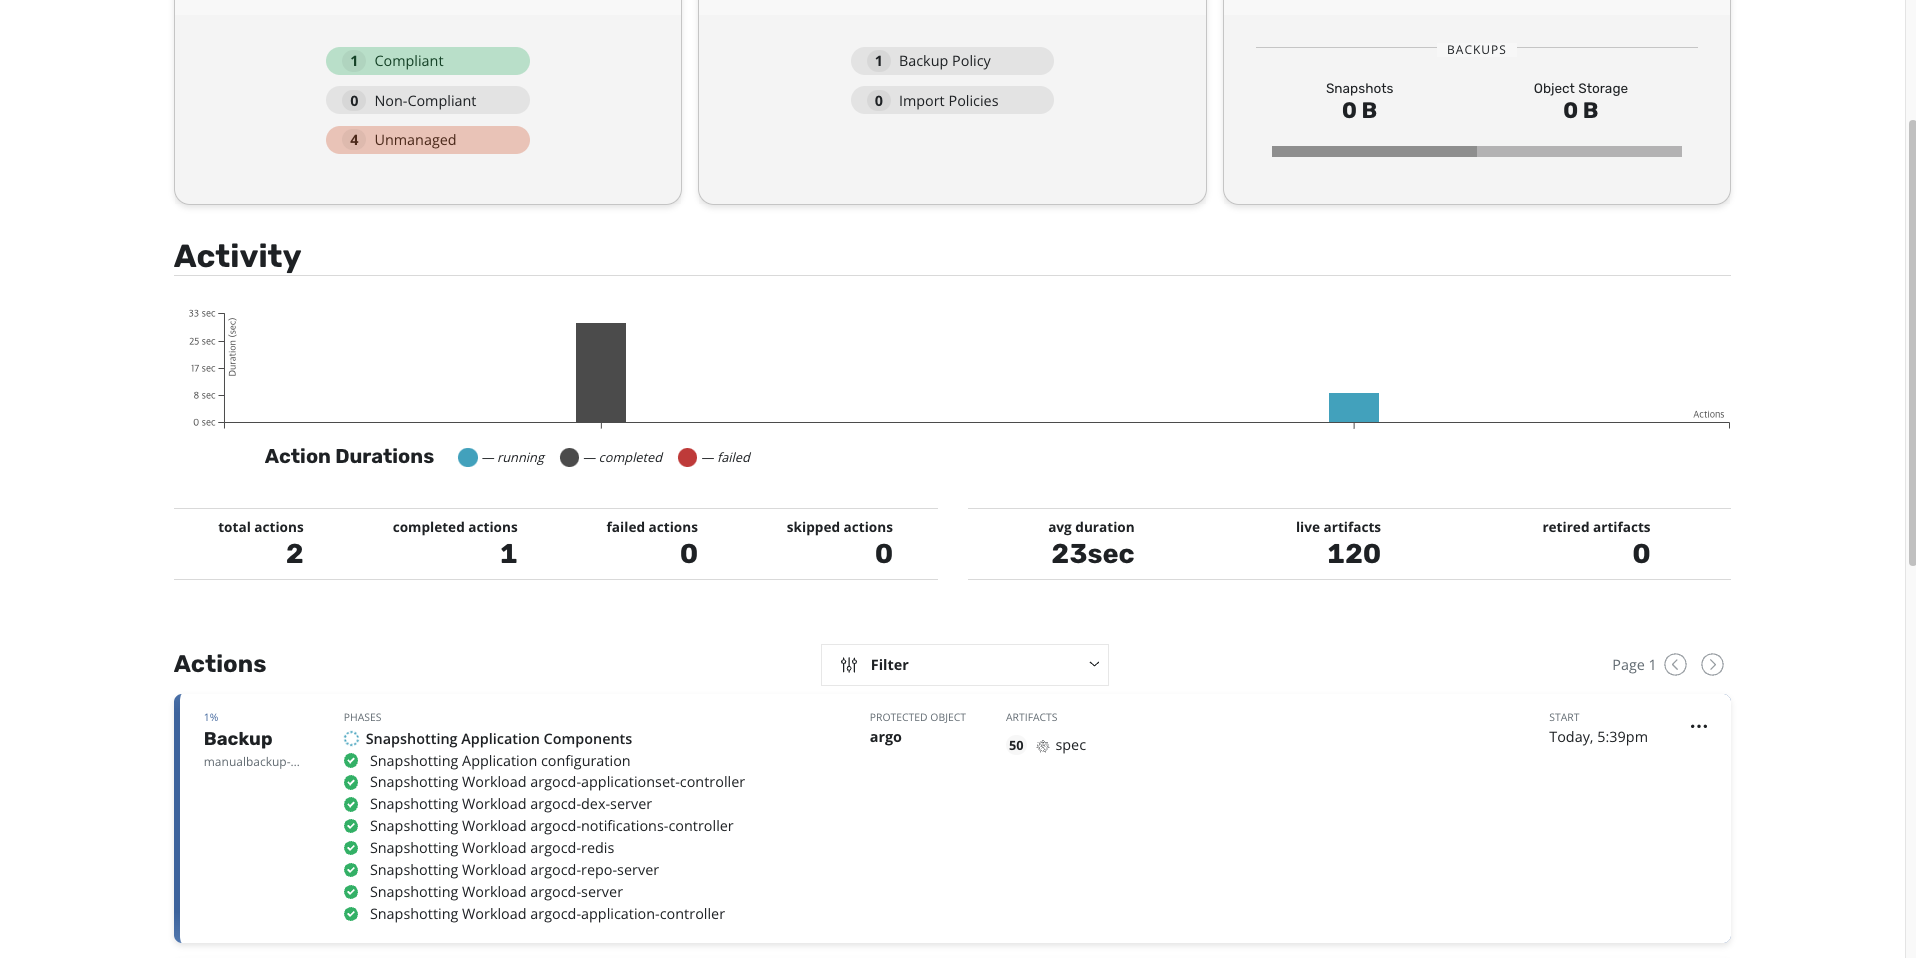 1 Compliant
0 Non-Compliant
4 Unmanaged
1 Backup Policy
0 Import Policies
BACKUPS
Snapshots
0 B
Object Storage
0 B
Activity
33 sec
25 sec
17 sec
8 sec
0 sec
Duration (sec)
Actions
Action Durations
— running
— completed
— failed
total actions
2
completed actions
1
failed actions
0
skipped actions
0
avg duration
23sec
live artifacts
120
retired artifacts
0
Actions
Filter
Page 1
1%
Backup
manualbackup-...
PHASES
Snapshotting Application Components
Snapshotting Application configuration
Snapshotting Workload argocd-applicationset-controller
Snapshotting Workload argocd-dex-server
Snapshotting Workload argocd-notifications-controller
Snapshotting Workload argocd-redis
Snapshotting Workload argocd-repo-server
Snapshotting Workload argocd-server
Snapshotting Workload argocd-application-controller
PROTECTED OBJECT
argo
ARTIFACTS
50 spec
START
Today, 5:39pm